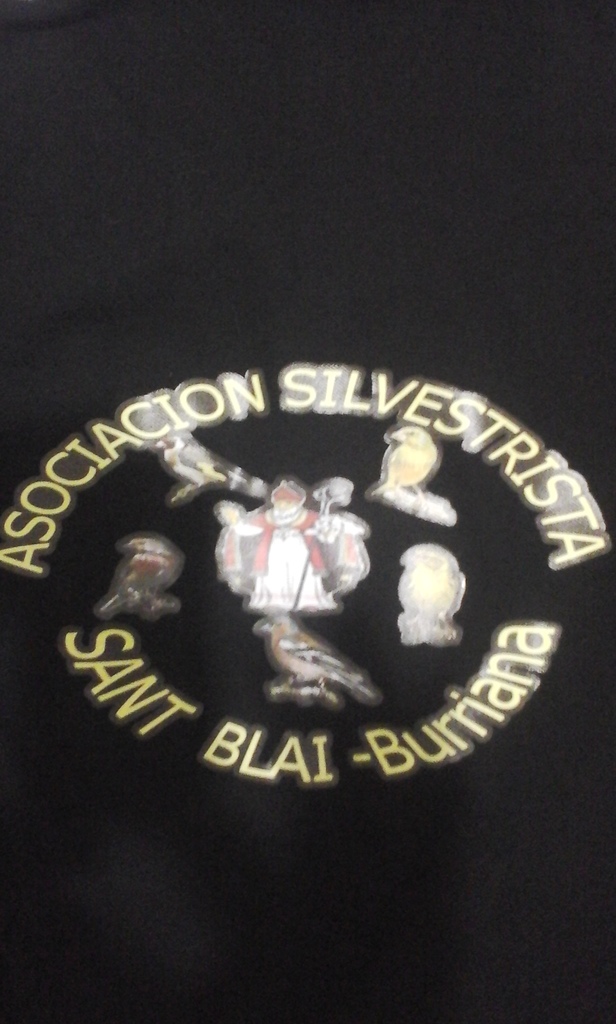 ASOCIACION SILVESTRISTA
SANT BLAI -Burriana